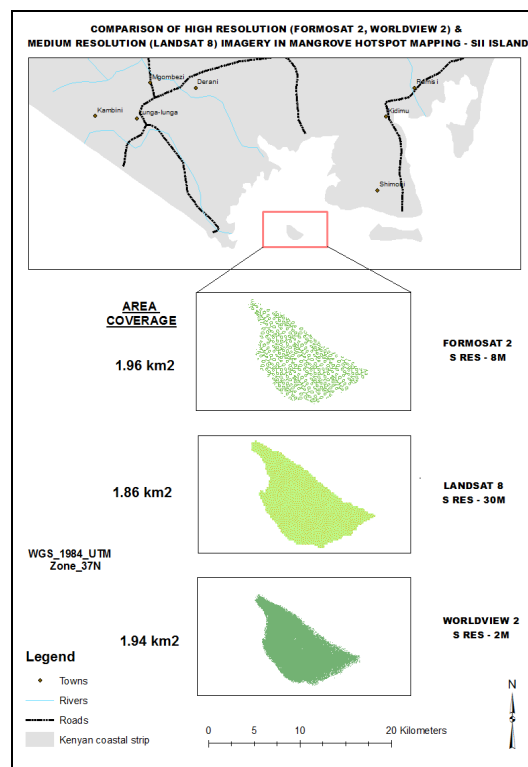 COMPARISON OF HIGH RESOLUTION (FORMOSAT 2, WORLDVIEW 2) &
MEDIUM RESOLUTION (LANDSAT 8) IMAGERY IN MANGROVE HOTSPOT MAPPING - SII ISLAND
Mgombezi
Derani
Ramsi
Kambini
Lunga-lunga
Kidimu
Shimoni
AREA
COVERAGE
FORMOSAT 2
S RES - 8M
1.96 km2
LANDSAT 8
S RES - 30M
1.86 km2
WGS_1984_UTM
Zone_37N
WORLDVIEW 2
S RES - 2M
1.94 km2
Legend
Towns
Rivers
Roads
Kenyan coastal strip
N
0 5 10 20 Kilometers